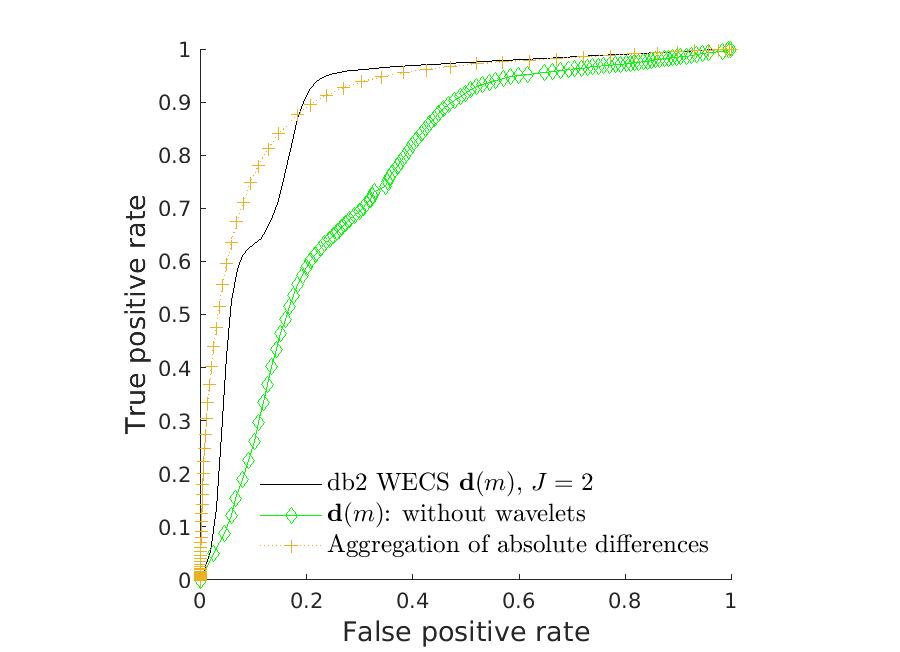 1
0.9
0.8
0.7
0.6
0.5
0.4
0.3
0.2
0.1
0
True positive rate
db2 WECS d(m), J = 2
d(m): without wavelets
Aggregation of absolute differences
0 0.2 0.4 0.6 0.8 1
False positive rate